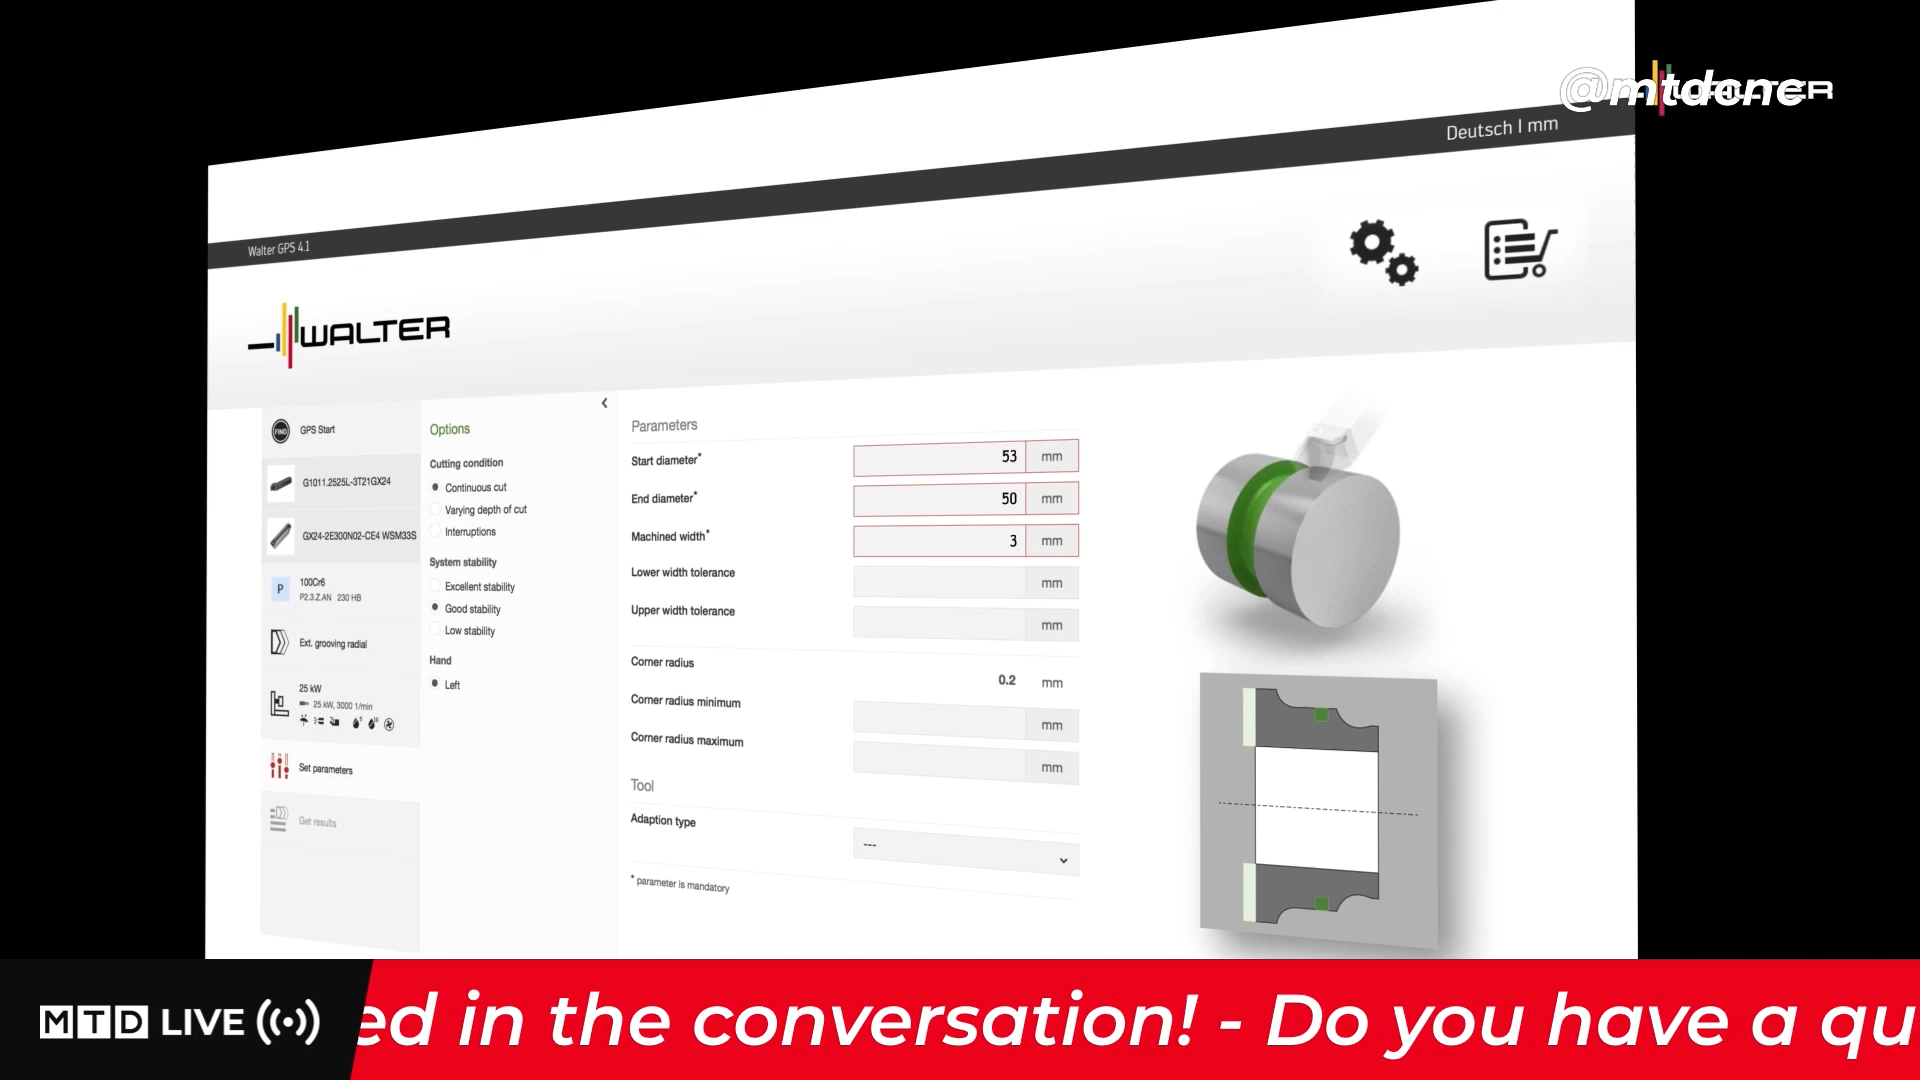 @mtdcnc
Deutsch | mm
Walter GPS 4.1
WALTER
GPS Start
G1011.2525L-3T21GX24
GX24-2E300N02-CE4 WSM33S
P
100Cr6
P2.3.Z.AN 230 HB
Ext. grooving radial
25 kW
25 kW, 3000 1/min
Set parameters
Get results
Options
Cutting condition
Continuous cut
Varying depth of cut
Interruptions
System stability
Excellent stability
Good stability
Low stability
Hand
Left
Parameters
Start diameter* 53 mm
End diameter* 50 mm
Machined width* 3 mm
Lower width tolerance mm
Upper width tolerance mm
Corner radius 0.2 mm
Corner radius minimum mm
Corner radius maximum mm
Tool
Adaption type ---
* parameter is mandatory
MTD LIVE
ed in the conversation! - Do you have a qu